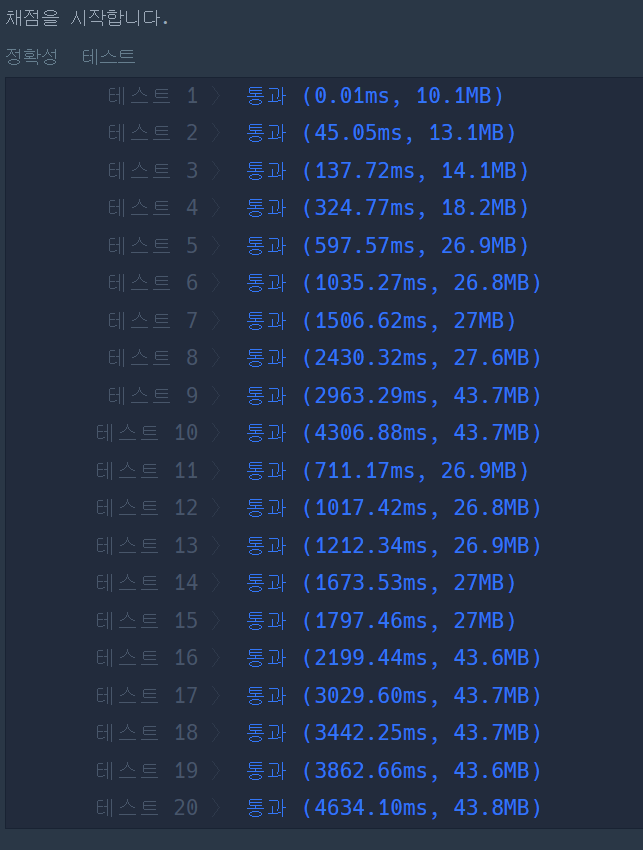 채점을 시작합니다.
정확성 테스트
테스트 1 〉 통과 (0.01ms, 10.1MB)
테스트 2 〉 통과 (45.05ms, 13.1MB)
테스트 3 〉 통과 (137.72ms, 14.1MB)
테스트 4 〉 통과 (324.77ms, 18.2MB)
테스트 5 〉 통과 (597.57ms, 26.9MB)
테스트 6 〉 통과 (1035.27ms, 26.8MB)
테스트 7 〉 통과 (1506.62ms, 27MB)
테스트 8 〉 통과 (2430.32ms, 27.6MB)
테스트 9 〉 통과 (2963.29ms, 43.7MB)
테스트 10 〉 통과 (4306.88ms, 43.7MB)
테스트 11 〉 통과 (711.17ms, 26.9MB)
테스트 12 〉 통과 (1017.42ms, 26.8MB)
테스트 13 〉 통과 (1212.34ms, 26.9MB)
테스트 14 〉 통과 (1673.53ms, 27MB)
테스트 15 〉 통과 (1797.46ms, 27MB)
테스트 16 〉 통과 (2199.44ms, 43.6MB)
테스트 17 〉 통과 (3029.60ms, 43.7MB)
테스트 18 〉 통과 (3442.25ms, 43.7MB)
테스트 19 〉 통과 (3862.66ms, 43.6MB)
테스트 20 〉 통과 (4634.10ms, 43.8MB)